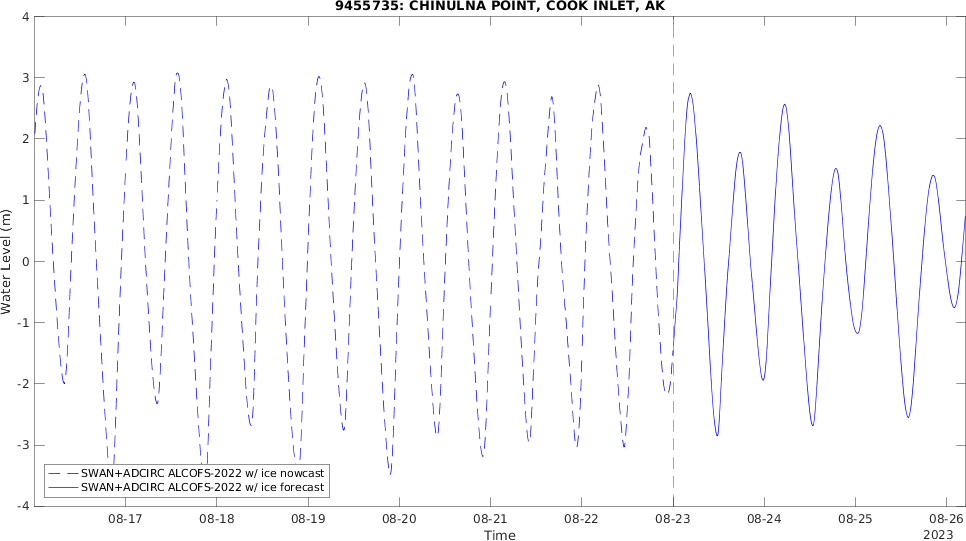 9455735: CHINULNA POINT, COOK INLET, AK
4
3
2
1
0
-1
-2
-3
-4
Water Level (m)
SWAN+ADCIRC ALCOFS-2022 w/ ice nowcast
SWAN+ADCIRC ALCOFS-2022 w/ ice forecast
08-17 08-18 08-19 08-20 08-21 08-22 08-23 08-24 08-25 08-26
Time 2023